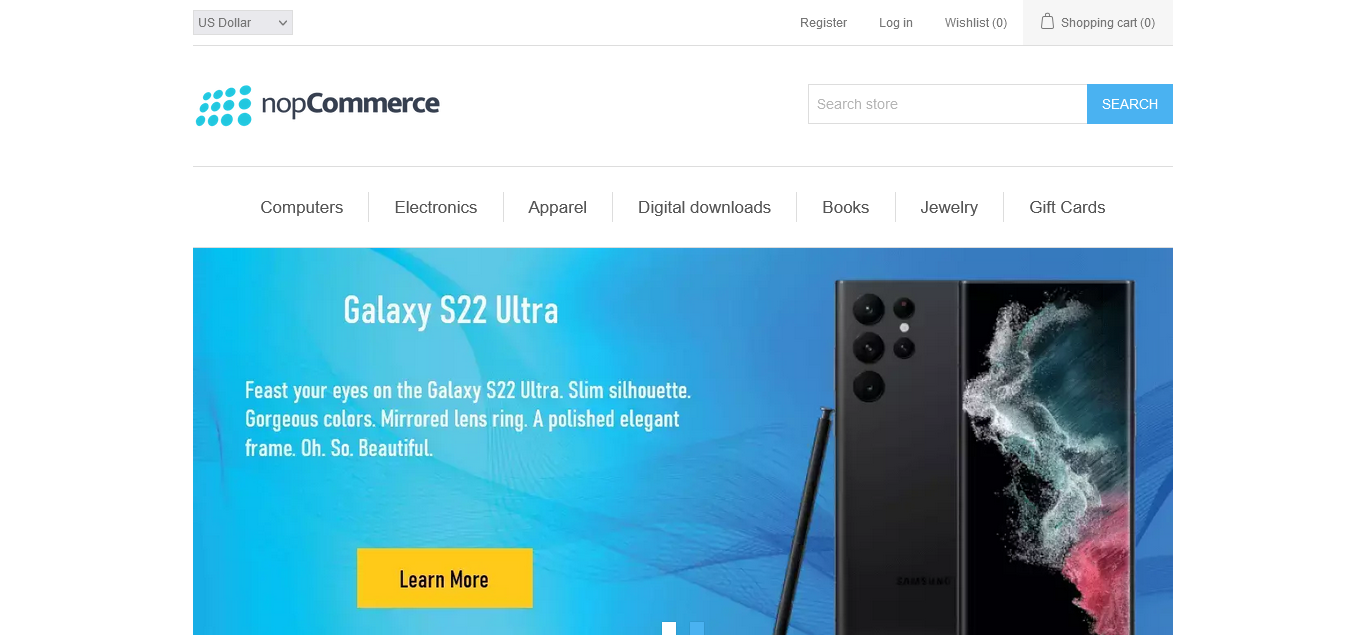 US Dollar
Register
Log in
Wishlist (0)
Shopping cart (0)
nopCommerce
Search store
SEARCH
Computers
Electronics
Apparel
Digital downloads
Books
Jewelry
Gift Cards
Galaxy S22 Ultra
Feast your eyes on the Galaxy S22 Ultra. Slim silhouette.
Gorgeous colors. Mirrored lens ring. A polished elegant
frame. Oh. So. Beautiful.
Learn More
SAMSUNG